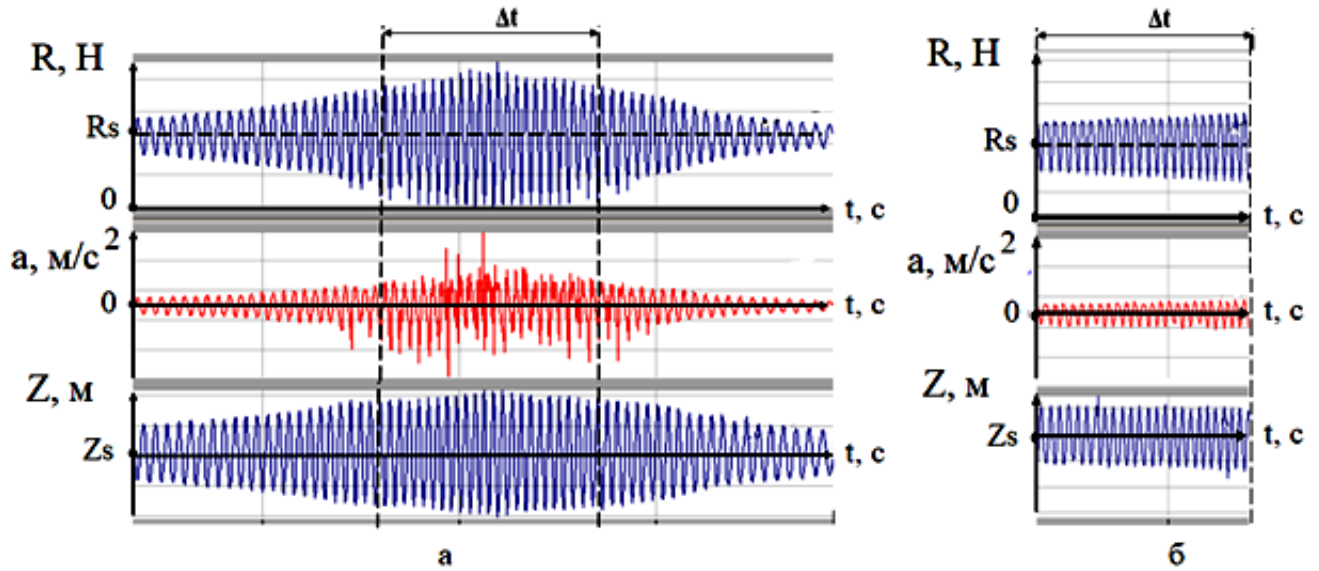 Δt
R, Н
Rs
0
t, с
a, м/с
2
0
t, с
Z, м
Zs
t, с
а
Δt
R, Н
Rs
0
t, с
a, м/с
2
0
t, с
Z, м
Zs
t, с
б